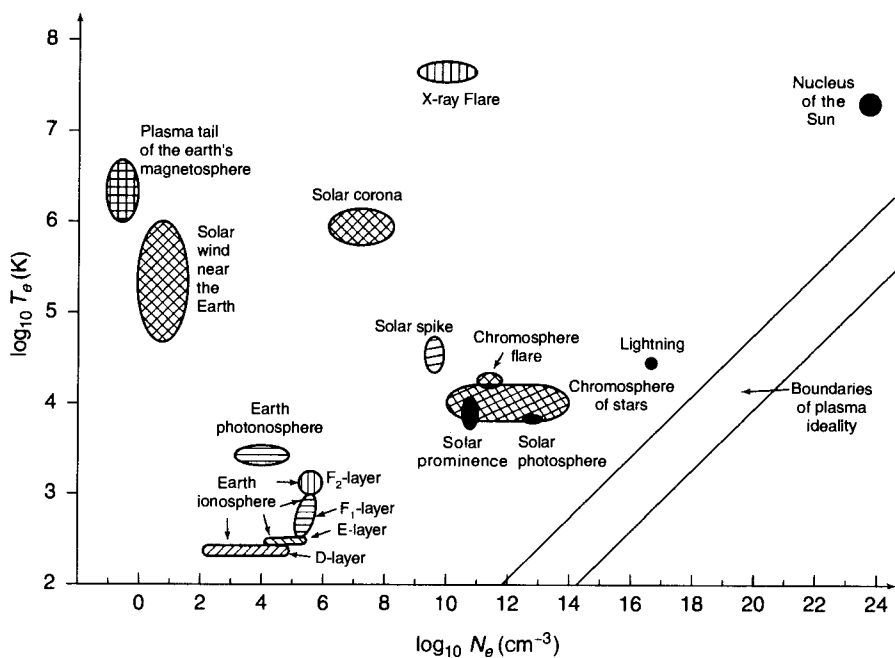 8
7
6
5
4
3
2
log₁₀ Tₑ (K)
X-ray Flare
Nucleus
of the
Sun
Plasma tail
of the earth's
magnetosphere
Solar corona
Solar
wind
near
the
Earth
Solar spike
Chromosphere
flare
Lightning
Chromosphere
of stars
Boundaries
of plasma
ideality
Earth
photonosphere
Solar
prominence
Solar
photosphere
Earth
ionosphere
F₂-layer
F₁-layer
E-layer
D-layer
0 2 4 6 8 10 12 14 16 18 20 22 24
log₁₀ Nₑ (cm⁻³)